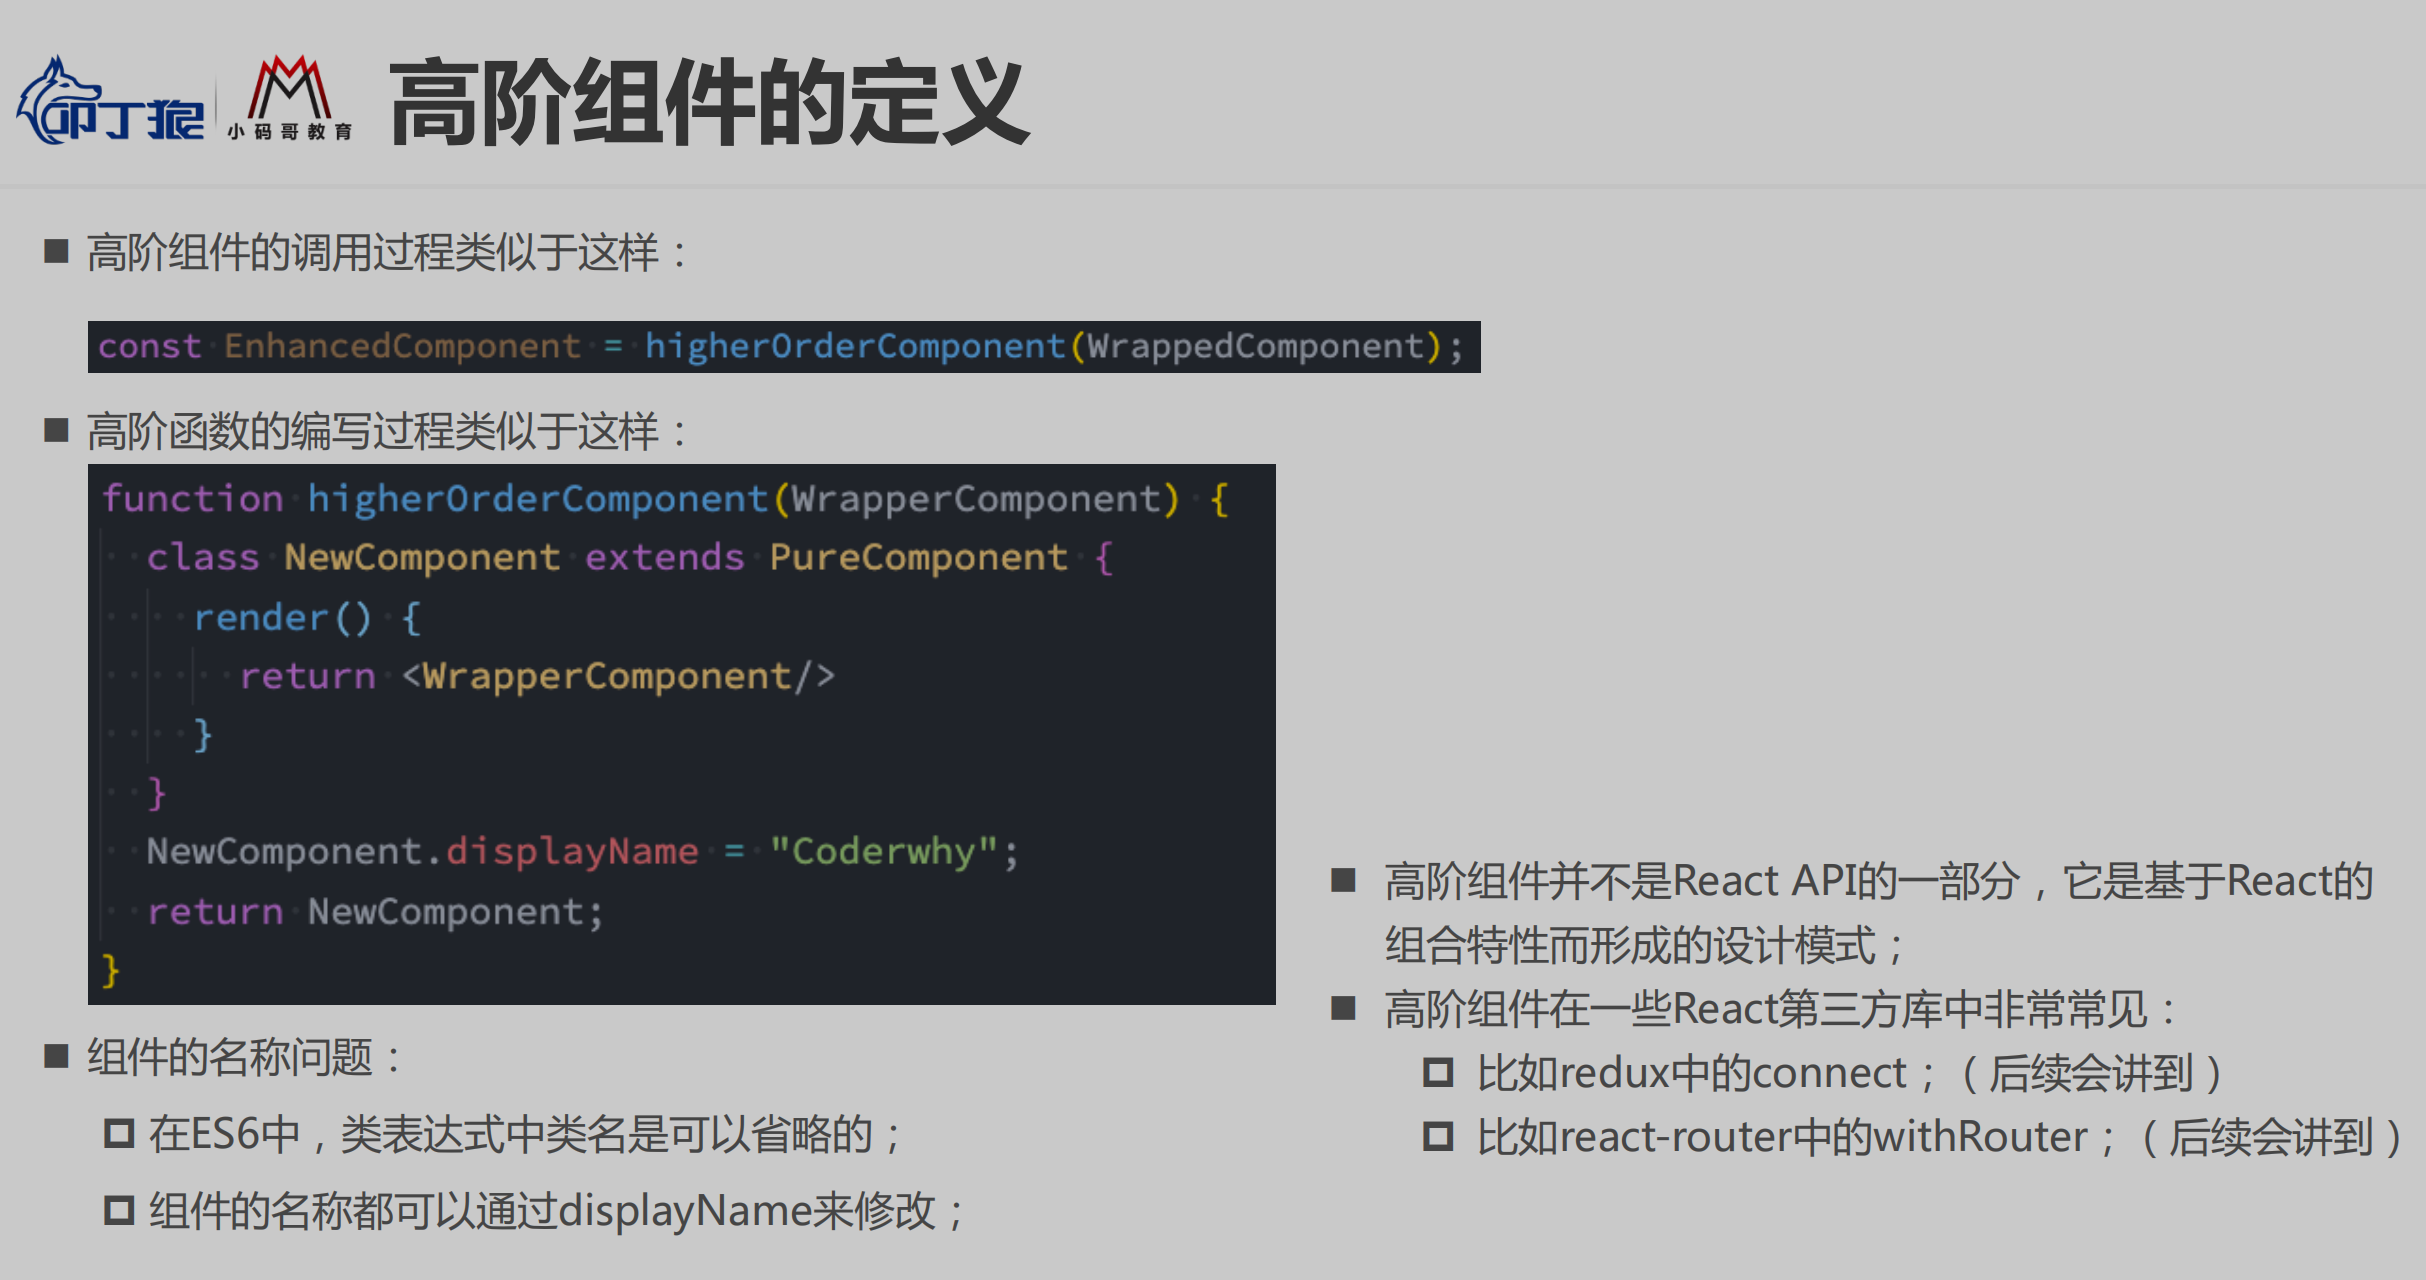 叩丁狼 小码哥教育 高阶组件的定义
高阶组件的调用过程类似于这样：
const EnhancedComponent = higherOrderComponent(WrappedComponent);
高阶函数的编写过程类似于这样：
function higherOrderComponent(WrapperComponent) {
  class NewComponent extends PureComponent {
    render() {
      return <WrapperComponent/>
    }
  }
  NewComponent.displayName = "Coderwhy";
  return NewComponent;
}
组件的名称问题：
在ES6中，类表达式中类名是可以省略的；
组件的名称都可以通过displayName来修改；
高阶组件并不是React API的一部分，它是基于React的
组合特性而形成的设计模式；
高阶组件在一些React第三方库中非常常见：
比如redux中的connect；（后续会讲到）
比如react-router中的withRouter；（后续会讲到）